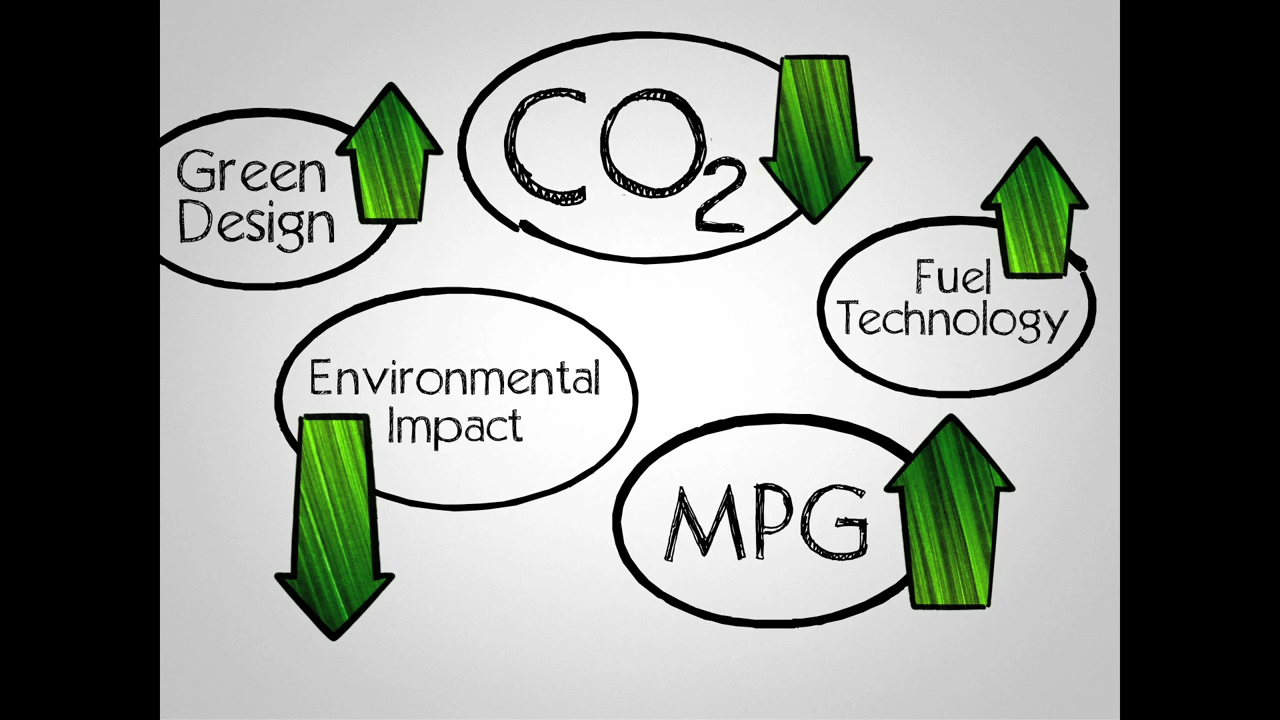 CO₂
Green
Design
Fuel
Technology
Environmental
Impact
MPG